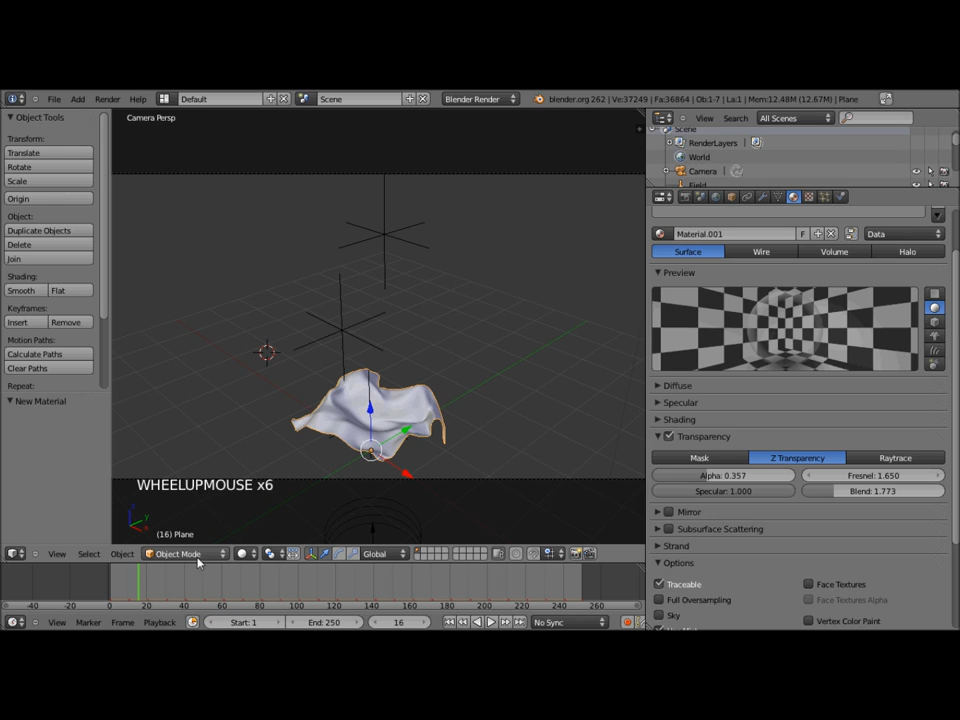 File Add Render Help Default Scene Blender Render blender.org 262 | Ve:37249 | Fa:36864 | Ob:1-7 | La:1 | Mem:12.48M (12.67M) | Plane
Object Tools
Transform:
Translate
Rotate
Scale
Origin
Object:
Duplicate Objects
Delete
Join
Shading:
Smooth Flat
Keyframes:
Insert Remove
Motion Paths:
Calculate Paths
Clear Paths
Repeat:
New Material
Camera Persp
WHEELUPMOUSE x6
(16) Plane
View Select Object Object Mode Global
View Search All Scenes
Scene
RenderLayers
World
Camera
Material.001 F Data
Surface Wire Volume Halo
Preview
Diffuse
Specular
Shading
Transparency
Mask Z Transparency Raytrace
Alpha: 0.357 Fresnel: 1.650
Specular: 1.000 Blend: 1.773
Mirror
Subsurface Scattering
Strand
Options
Traceable Face Textures
Full Oversampling Face Textures Alpha
Sky Vertex Color Paint
-40 -20 0 20 40 60 80 100 120 140 160 180 200 220 240 260
View Marker Frame Playback Start: 1 End: 250 16 No Sync